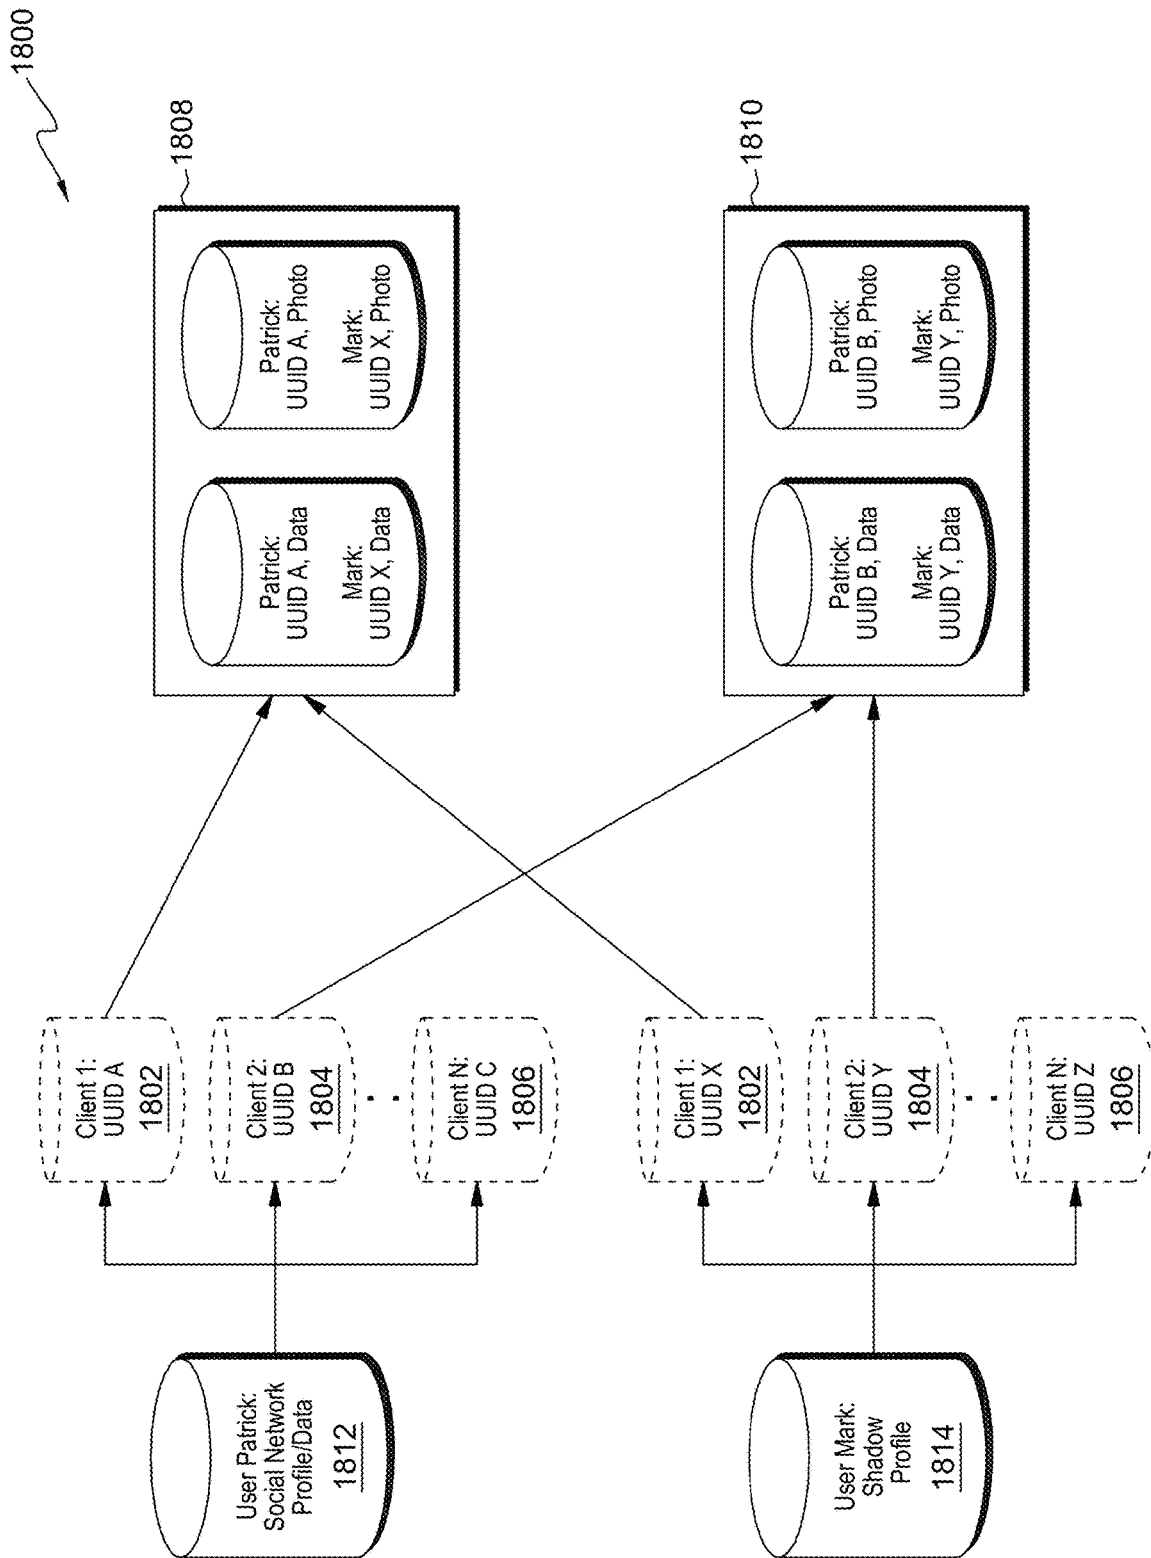 1800
User Patrick:
Social Network
Profile/Data
1812
Client 1:
UUID A
1802
Client 2:
UUID B
1804
Client N:
UUID C
1806
1808
Patrick:
UUID A, Data
Mark:
UUID X, Data
Patrick:
UUID A, Photo
Mark:
UUID X, Photo
User Mark:
Shadow
Profile
1814
Client 1:
UUID X
1802
Client 2:
UUID Y
1804
Client N:
UUID Z
1806
1810
Patrick:
UUID B, Data
Mark:
UUID Y, Data
Patrick:
UUID B, Photo
Mark:
UUID Y, Photo